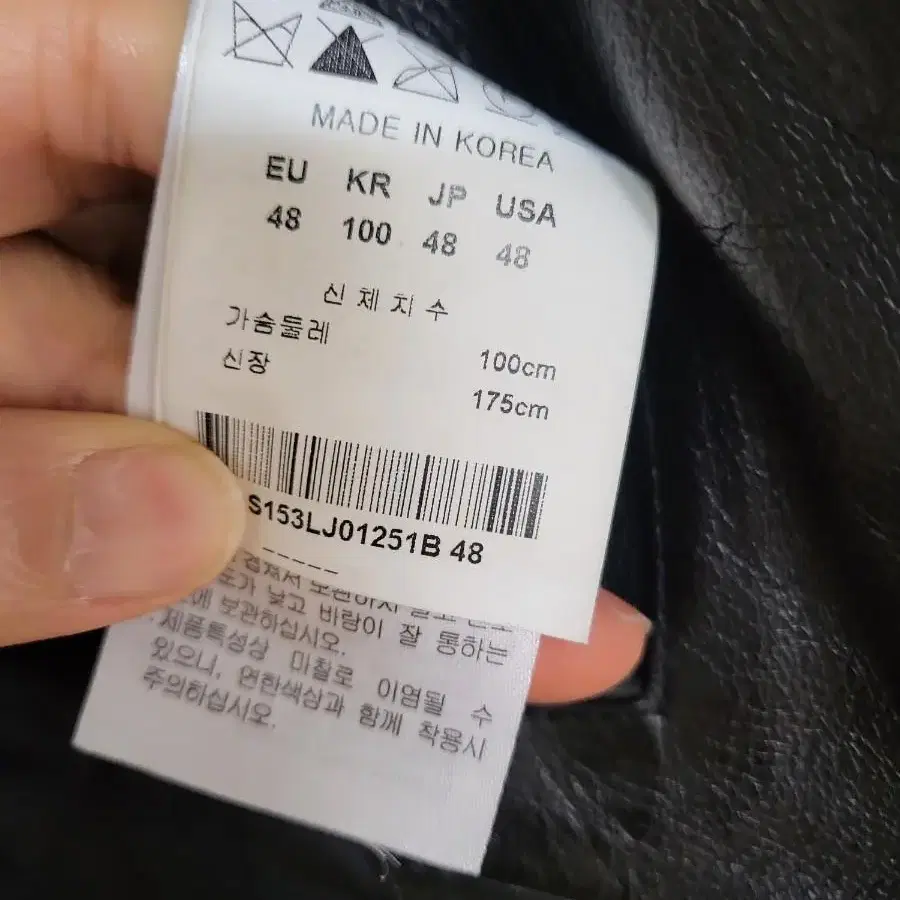 MADE IN KOREA
EU KR JP USA
48 100 48 48
신체치수
가슴둘레 100cm
신장 175cm
S153LJ01251B 48
-----
보관하지
도가 낮고 바람이 잘 통하는
에 보관하십시오.
제품특성상 마찰로 이염될 수
있으니, 연한색상과 함께 착용시
주의하십시오.